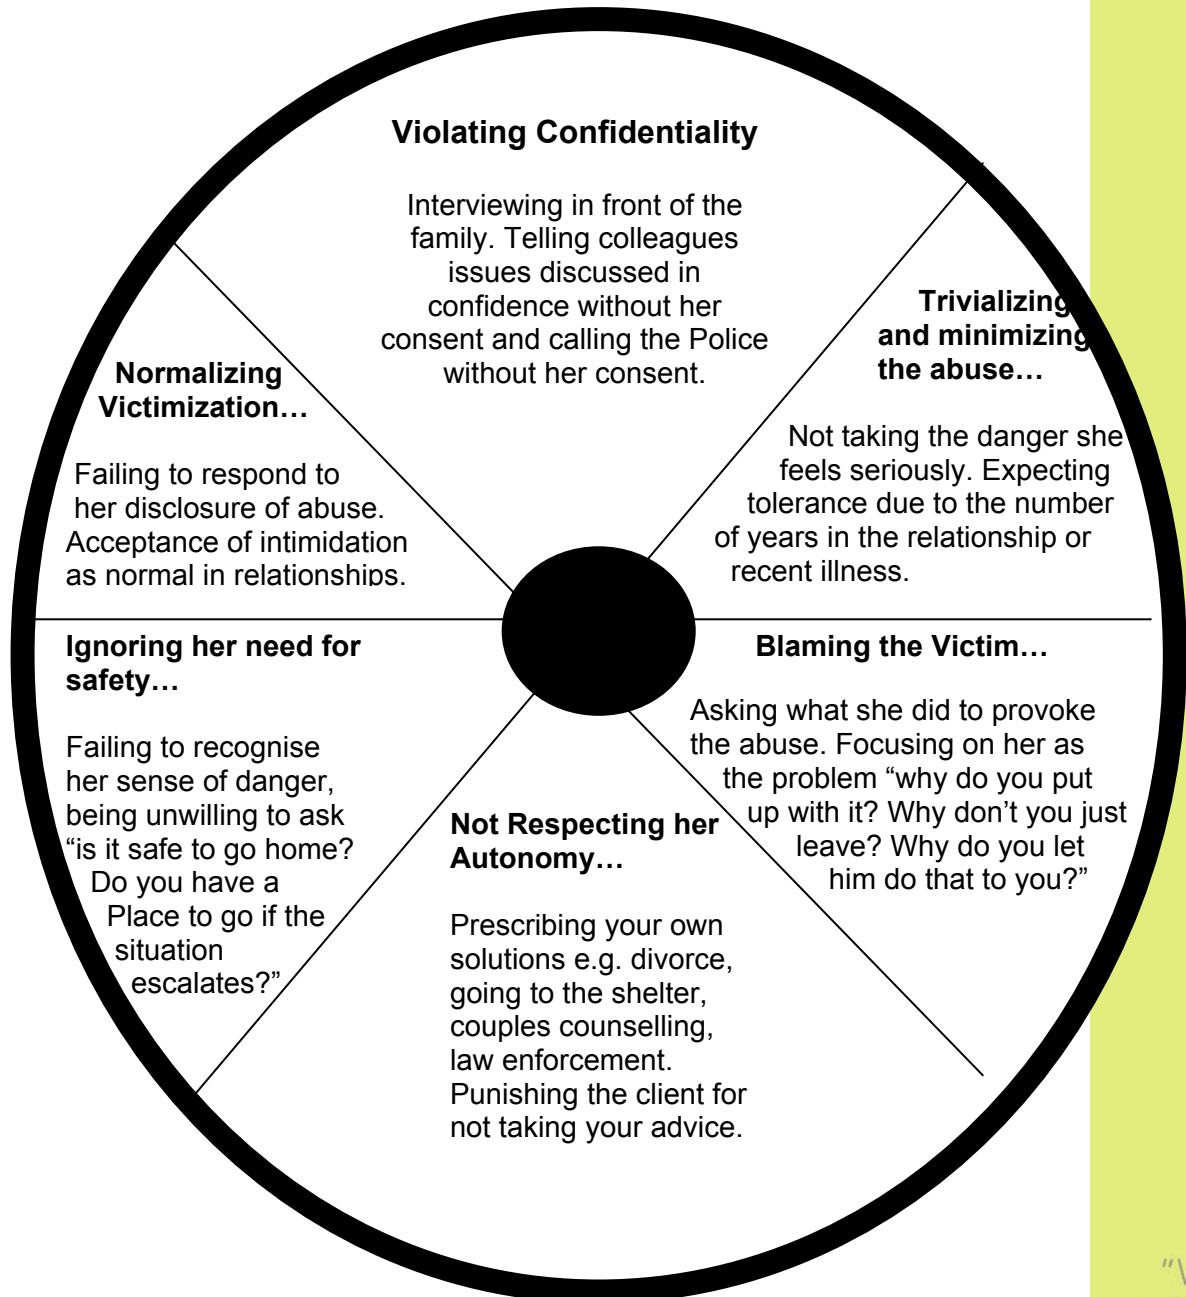 Violating Confidentiality
Interviewing in front of the
family. Telling colleagues
issues discussed in
confidence without her
consent and calling the Police
without her consent.
Trivializing
and minimizing
the abuse…
Not taking the danger she
feels seriously. Expecting
tolerance due to the number
of years in the relationship or
recent illness.
Blaming the Victim…
Asking what she did to provoke
the abuse. Focusing on her as
the problem “why do you put
up with it? Why don’t you just
leave? Why do you let
him do that to you?”
Not Respecting her
Autonomy…
Prescribing your own
solutions e.g. divorce,
going to the shelter,
couples counselling,
law enforcement.
Punishing the client for
not taking your advice.
Ignoring her need for
safety…
Failing to recognise
her sense of danger,
being unwilling to ask
“is it safe to go home?
Do you have a
Place to go if the
situation
escalates?”
Normalizing
Victimization…
Failing to respond to
her disclosure of abuse.
Acceptance of intimidation
as normal in relationships.